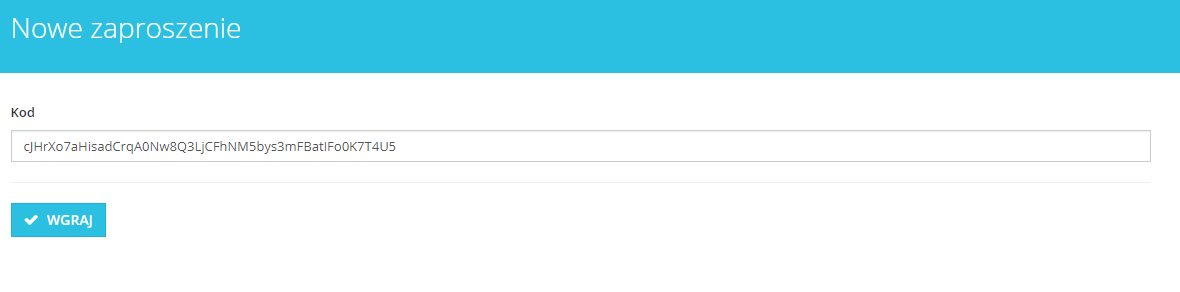 Nowe zaproszenie
Kod
cJHrXo7aHisadCrqA0Nw8Q3LjCFhNM5bys3mFBatIFo0K7T4U5
WGRAJ